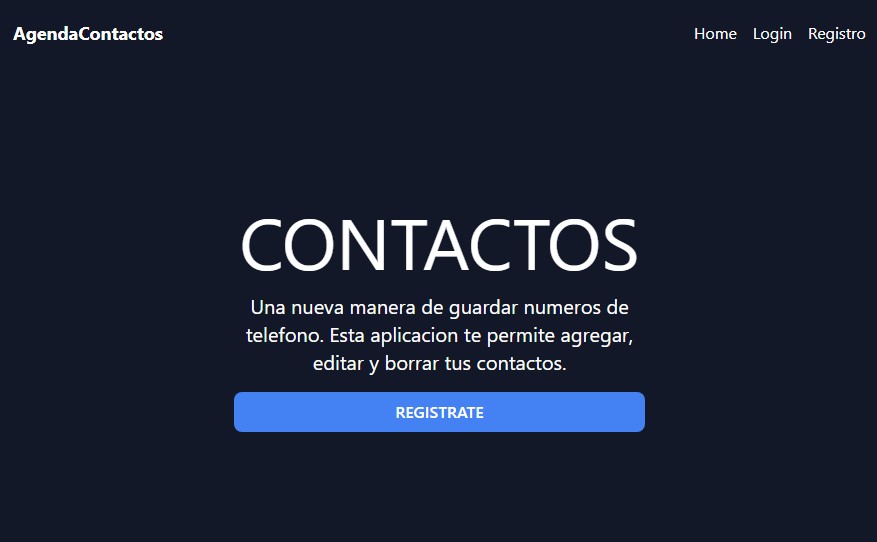 AgendaContactos
Home Login Registro
CONTACTOS
Una nueva manera de guardar numeros de
telefono. Esta aplicacion te permite agregar,
editar y borrar tus contactos.
REGISTRATE